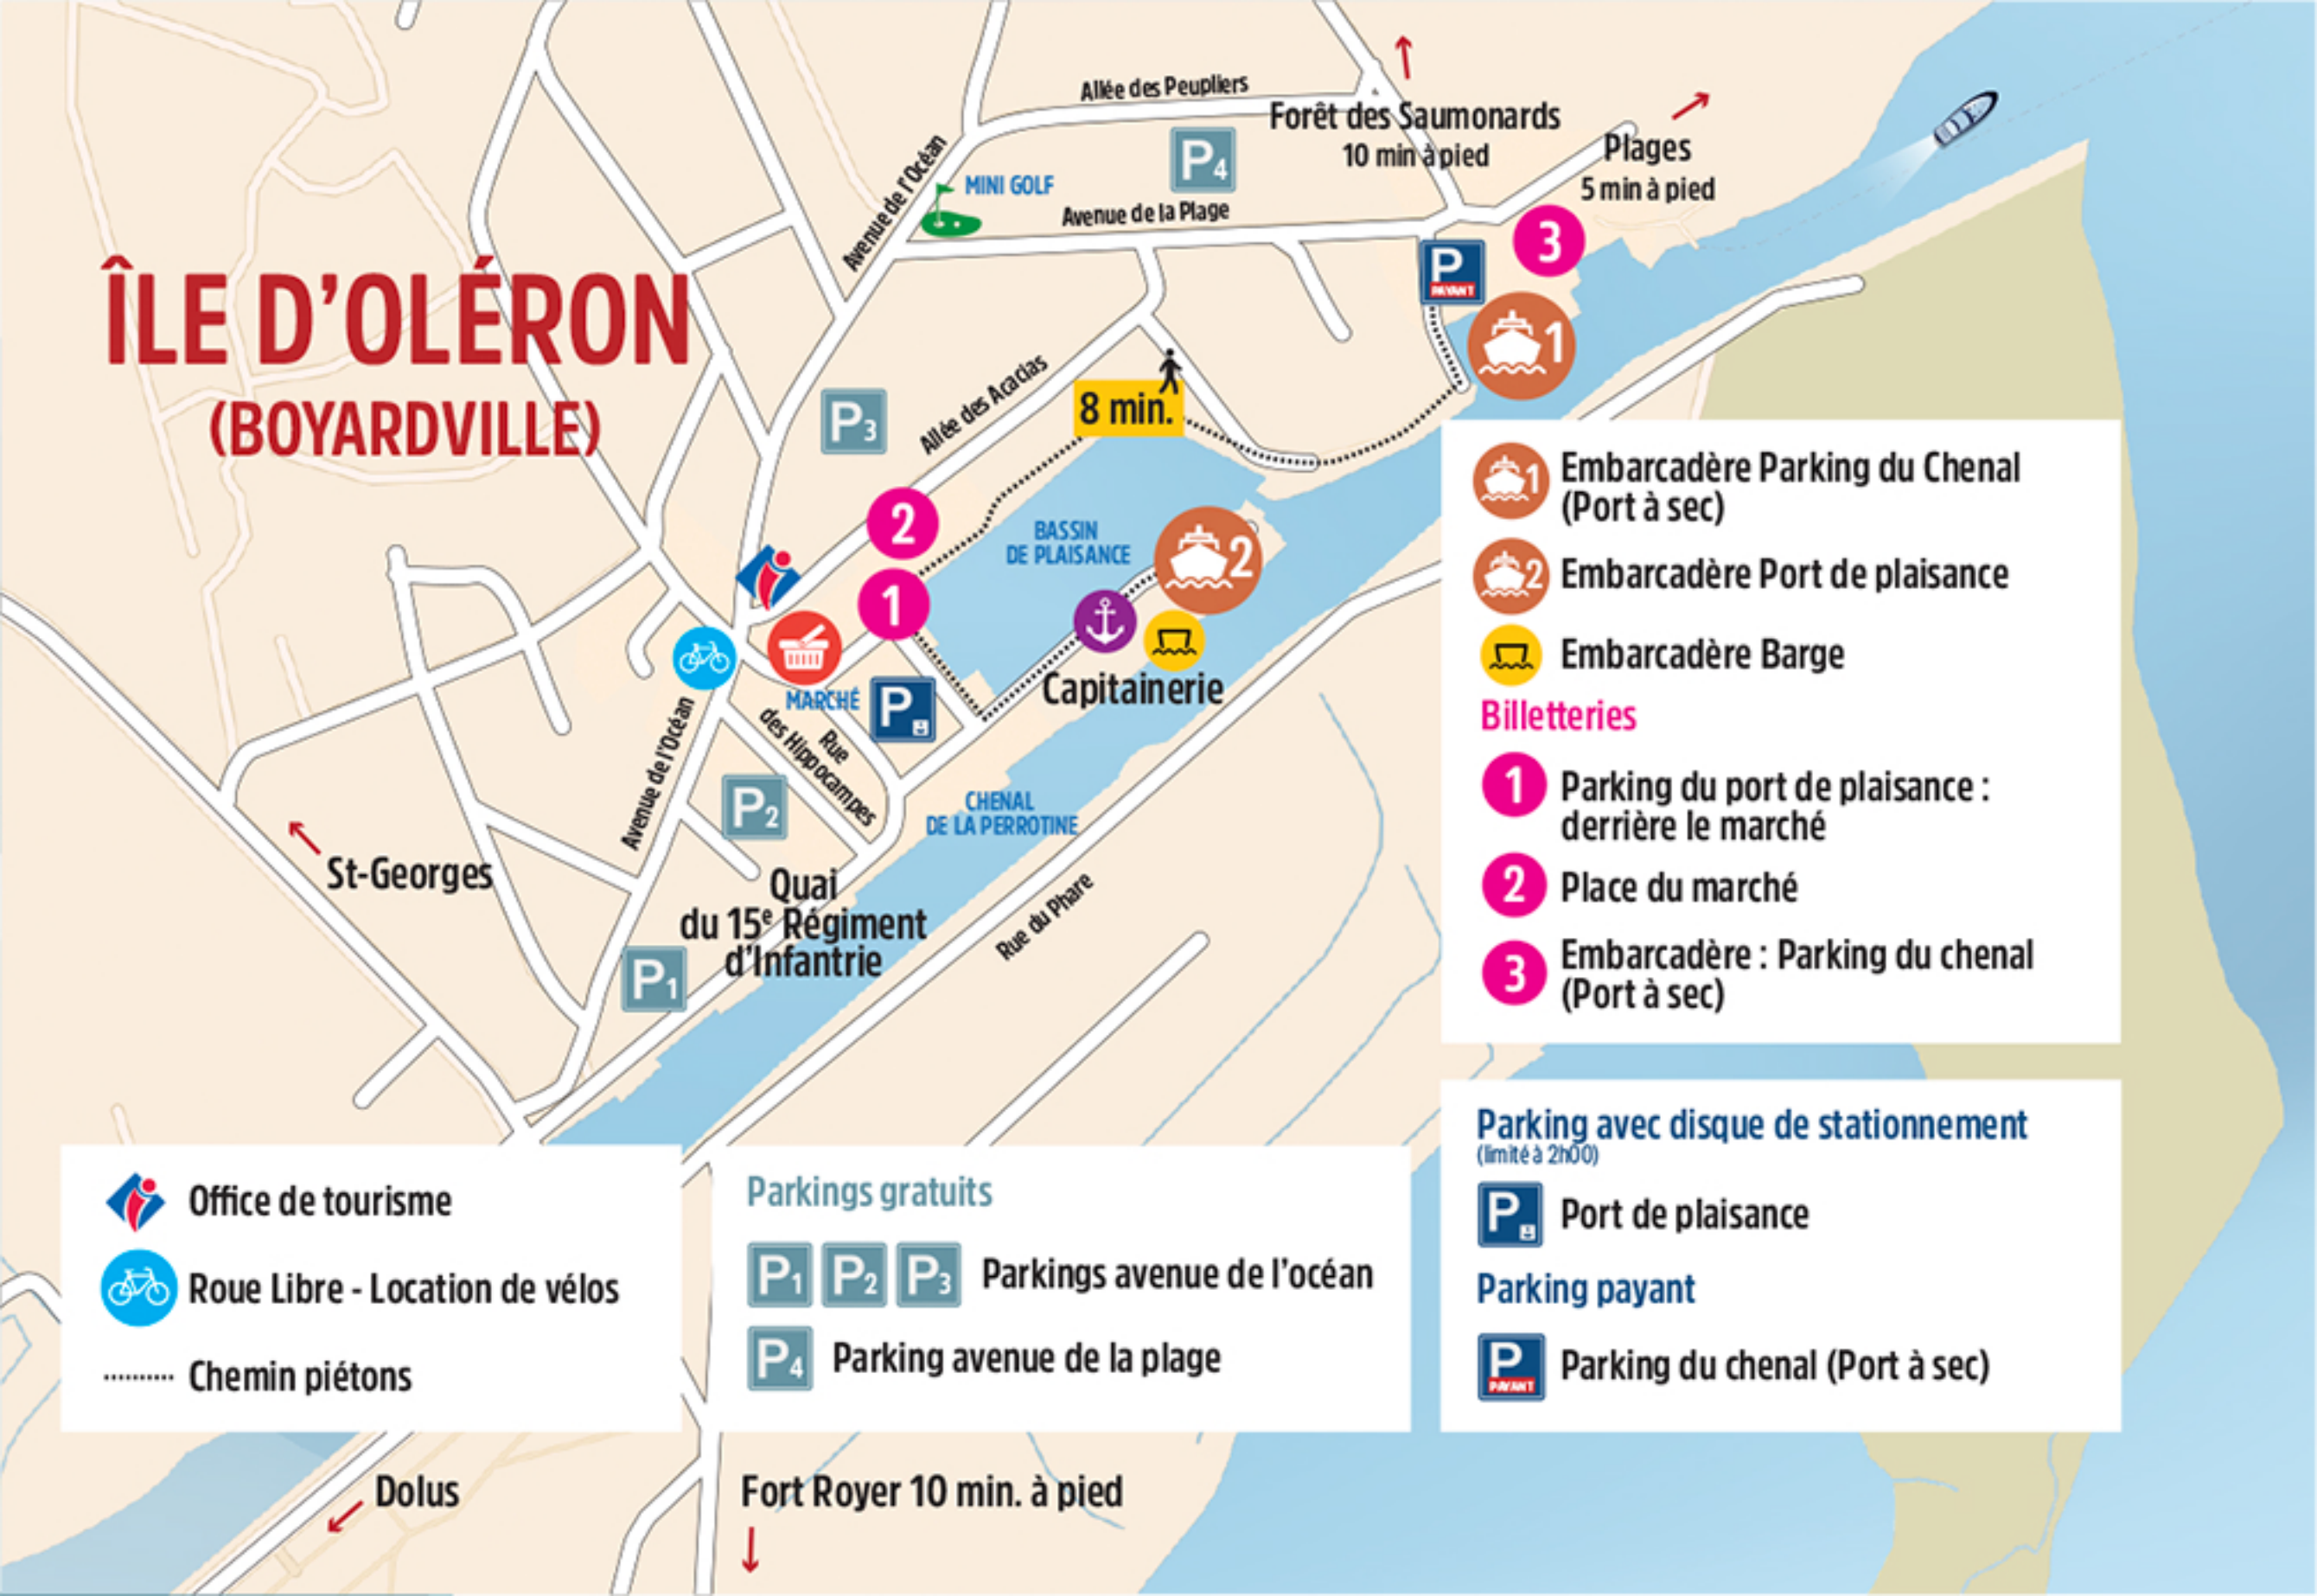 Allée des Peupliers
Forêt des Saumonards
10 min à pied
Plages
5 min à pied
P4
Avenue de l'Océan
MINI GOLF
Avenue de la Plage
3
P
PAYANT
ÎLE D'OLÉRON
(BOYARDVILLE)
1
P3
Allée des Acacias
8 min.
2
BASSIN
DE PLAISANCE
2
1
MARCHÉ
P
Capitainerie
Avenue de l'Océan
Rue
des Hippocampes
P2
CHENAL
DE LA PERROTINE
St-Georges
Quai
du 15e Régiment
d'Infantrie
P1
Rue du Phare
1 Embarcadère Parking du Chenal
(Port à sec)
2 Embarcadère Port de plaisance
Embarcadère Barge
Billetteries
1 Parking du port de plaisance :
derrière le marché
2 Place du marché
3 Embarcadère : Parking du chenal
(Port à sec)
Office de tourisme
Roue Libre - Location de vélos
Chemin piétons
Parkings gratuits
P1 P2 P3 Parkings avenue de l'océan
P4 Parking avenue de la plage
Parking avec disque de stationnement
(limité à 2h00)
P Port de plaisance
Parking payant
P PAYANT Parking du chenal (Port à sec)
Dolus
Fort Royer 10 min. à pied